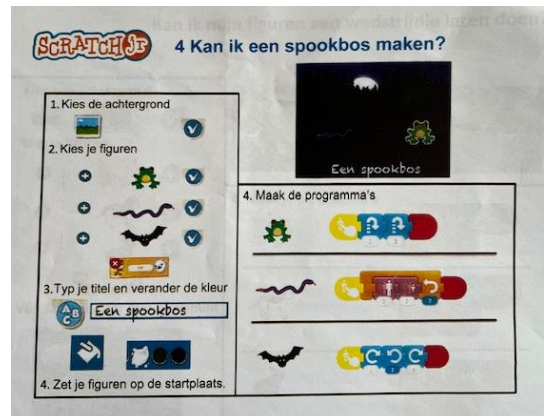 SCRATCH Jr
4 Kan ik een spookbos maken?
1. Kies de achtergrond
2. Kies je figuren
3. Typ je titel en verander de kleur
A B C
Een spookbos
4. Zet je figuren op de startplaats.
Een spookbos
4. Maak de programma's